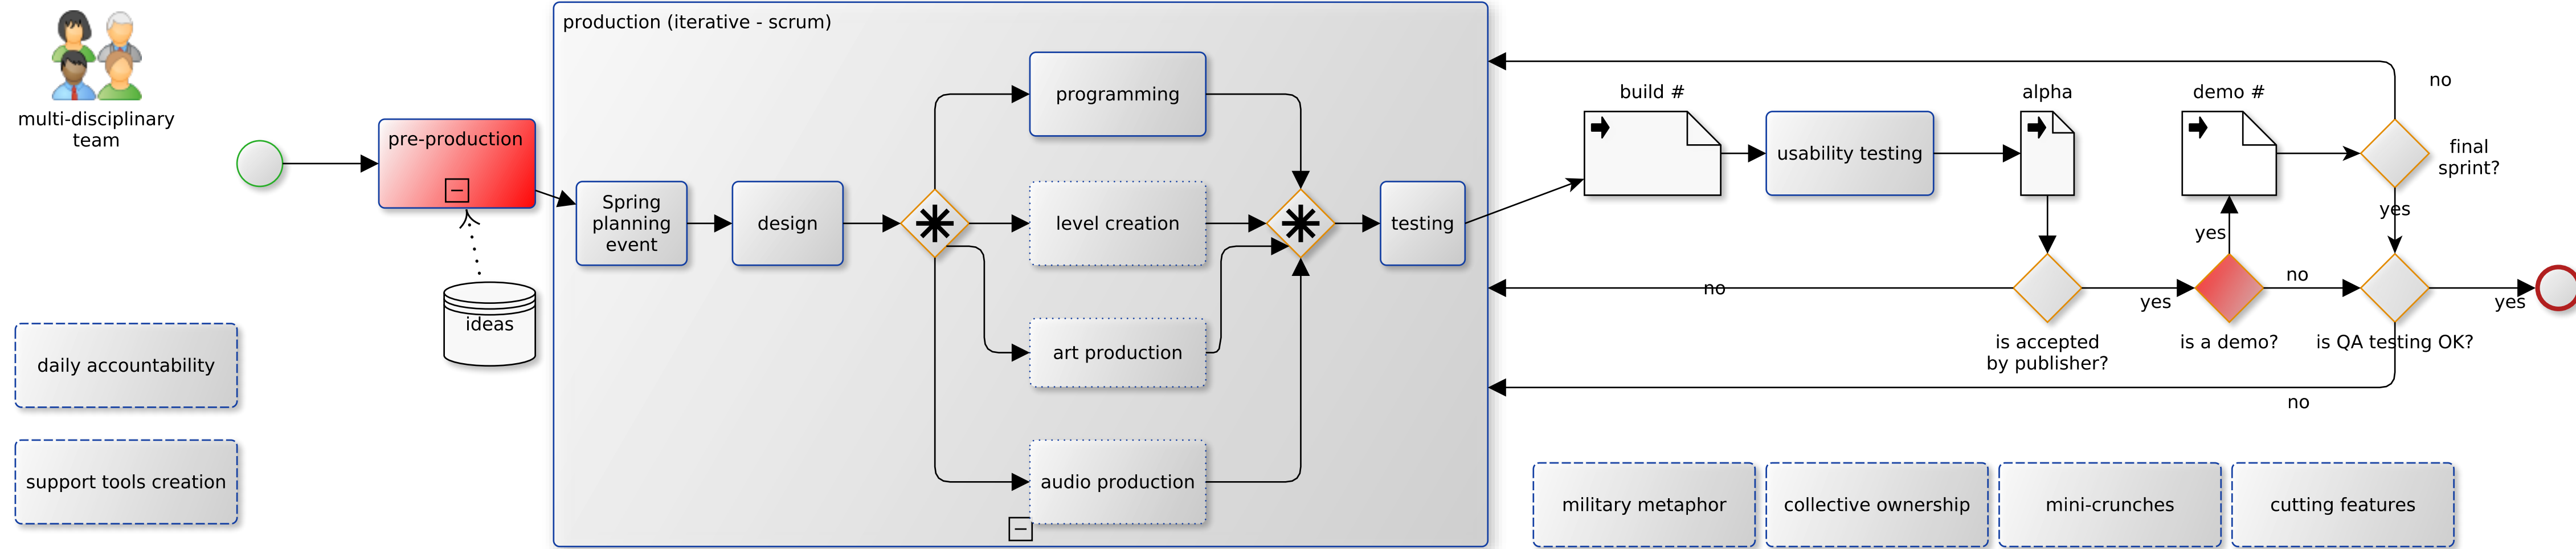 multi-disciplinary
team
pre-production
ideas
daily accountability
support tools creation
production (iterative - scrum)
Spring
planning
event
design
programming
level creation
art production
audio production
testing
build #
usability testing
alpha
demo #
no
final
sprint?
yes
yes
no
no
yes
yes
is accepted
by publisher?
is a demo?
is QA testing OK?
no
military metaphor
collective ownership
mini-crunches
cutting features